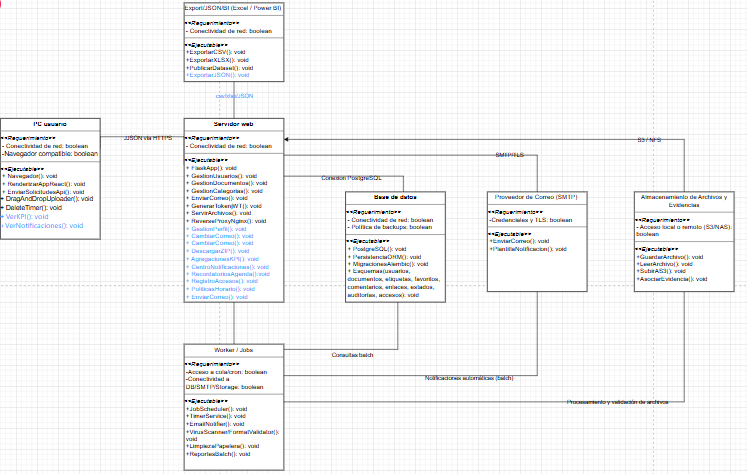 Export/JSON/BI (Excel / Power BI)
**Requerimiento**
- Conectividad de red: boolean
**Ejecutable**
+ExportarCSV(): void
+ExportarXLSX(): void
+PublicarDataset(): void
+ExportarJSON(): void
csv/xlsx/JSON
PC usuario
**Requerimiento**
- Conectividad de red: boolean
-Navegador compatible: boolean
**Ejecutable**
+ Navegador(): void
+ RenderizarAppReact(): void
+ EnviarSolicitudesApi(): void
+ DragAndDropUploader(): void
+ DeleteTimer(): void
+ VerKPI(): void
+VerNotificaciones(): void
JSON via HTTPS
Servidor web
**Requerimiento**
- Conectividad de red: boolean
**Ejecutable**
+ FlaskApp(): void
+ GestionUsuarios(): void
+ GestionDocumentos(): void
+ GestionCategorias(): void
+ EnviarCorreo(): void
+ GenerarTokenJWT(): void
+ ServirArchivos(): void
+ ReverseProxyNginx(): void
+ GestionPerfil(): void
+ CambiarCorreo(): void
+ CambiarCorreo(): void
+ DescargarZIP(): void
+ AgregacionesKPI(): void
+ CentroNotificaciones(): void
+ RecordatoriosAgenda(): void
+ RegistroAccesos(): void
+ PoliticasHorario(): void
+ EnviarCorreo(): void
S3 / NFS
SMTP/TLS
Conexion PostgreSQL
Base de datos
**Requerimiento**
- Conectividad de red: boolean
- Politica de backups: boolean
**Ejecutable**
+ PostgreSQL(): void
+ PersistenciaORM(): void
+ MigracionesAlembic(): void
+ Esquemas(usuarios,
documentos, etiquetas, favoritos,
comentarios, enlaces, estados,
auditorias, accesos): void
Proveedor de Correo (SMTP)
**Requerimiento**
-Credenciales y TLS: boolean
**Ejecutable**
+EnviarCorreo(): void
+PlantillaNotificacion(): void
Almacenamiento de Archivos y
Evidencias
**Requerimiento**
- Acceso local o remoto (S3/NAS):
boolean
**Ejecutable**
+GuardarArchivo(): void
+LeerArchivo(): void
+SubirAS3(): void
+AsociarEvidencia(): void
Worker / Jobs
**Requerimiento**
-Acceso a cola/cron: boolean
-Conectividad a
DB/SMTP/Storage: boolean
**Ejecutable**
+JobScheduler(): void
+TimerService(): void
+EmailNotifier(): void
+VirusScanner/FormatValidator():
void
+LimpiezaPapelera(): void
+ReportesBatch(): void
Consultas batch
Notificaciones automáticas (batch)
Procesamiento y validación de archivos